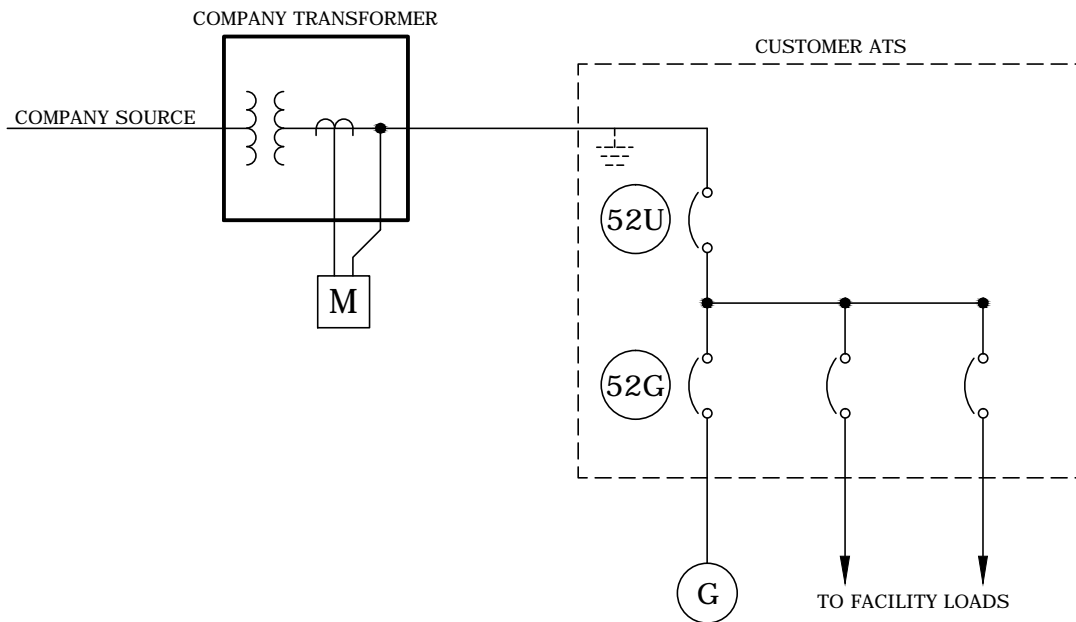 COMPANY TRANSFORMER
CUSTOMER ATS
COMPANY SOURCE
52U
M
52G
G
TO FACILITY LOADS